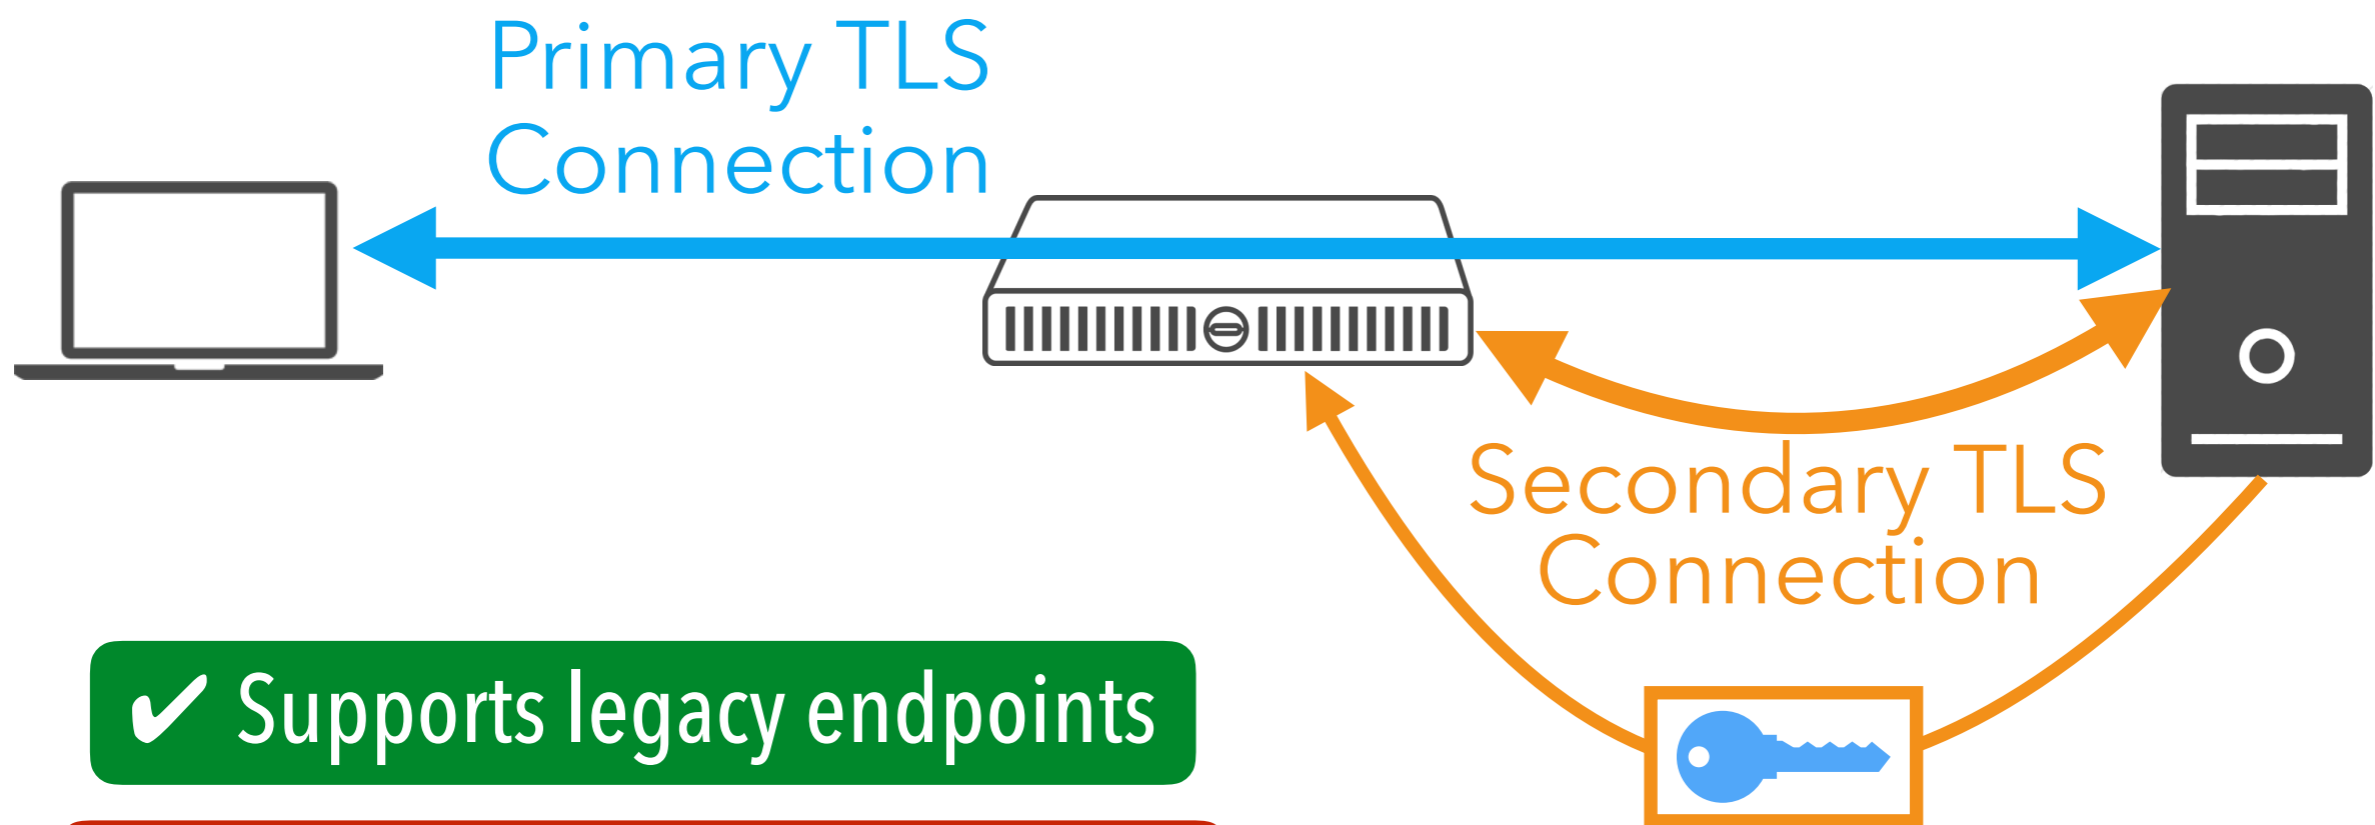 Primary TLS
Connection
Secondary TLS
Connection
✔ Supports legacy endpoints